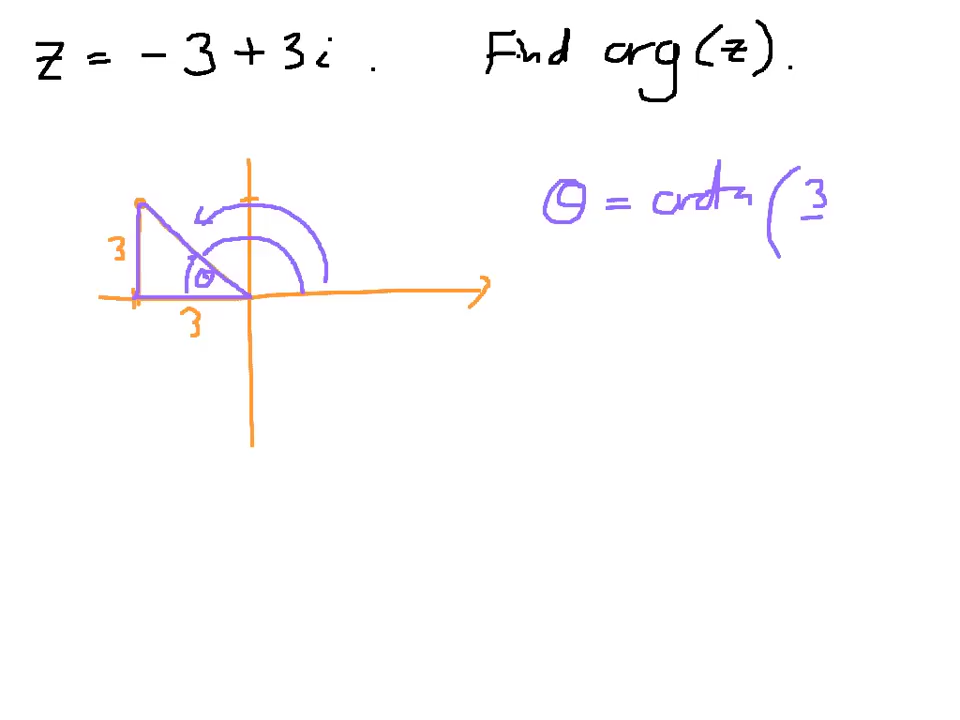 z = -3 + 3i . Find arg(z).
θ = arctan ( 3
3
θ
3